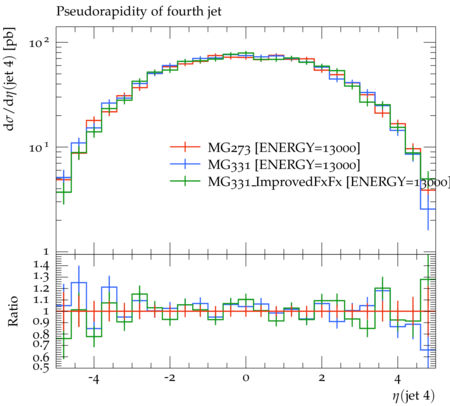 Pseudorapidity of fourth jet
dσ/dη(jet 4) [pb]
10²
10¹
1
MG273 [ENERGY=13000]
MG331 [ENERGY=13000]
MG331_ImprovedFxFx [ENERGY=13000]
Ratio
1.4
1.3
1.2
1.1
1
0.9
0.8
0.7
0.6
0.5
-4 -2 0 2 4
η(jet 4)